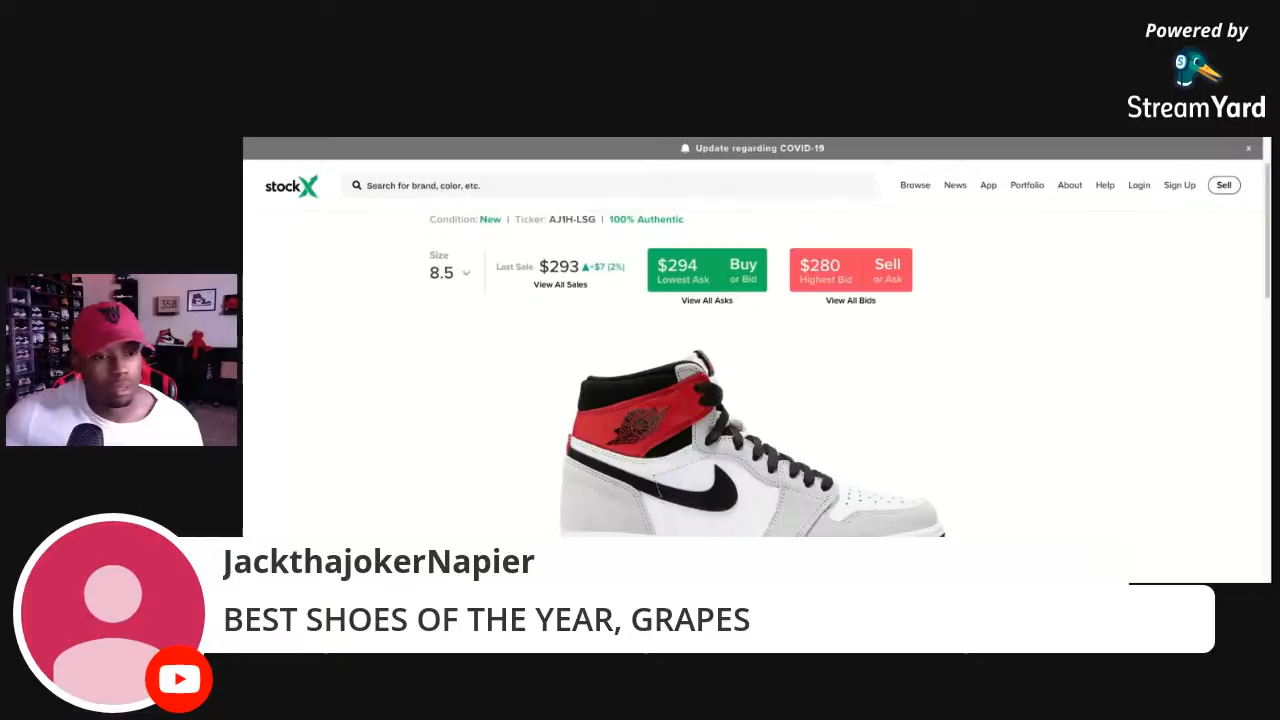 Powered by
StreamYard
Update regarding COVID-19 x
stockX Search for brand, color, etc. Browse News App Portfolio About Help Login Sign Up Sell
Condition: New | Ticker: AJ1H-LSG | 100% Authentic
Size
8.5
Last Sale $293 ▲+$7 (2%)
View All Sales
$294 Buy
Lowest Ask or Bid
View All Asks
$280 Sell
Highest Bid or Ask
View All Bids
350
JackthajokerNapier
BEST SHOES OF THE YEAR, GRAPES